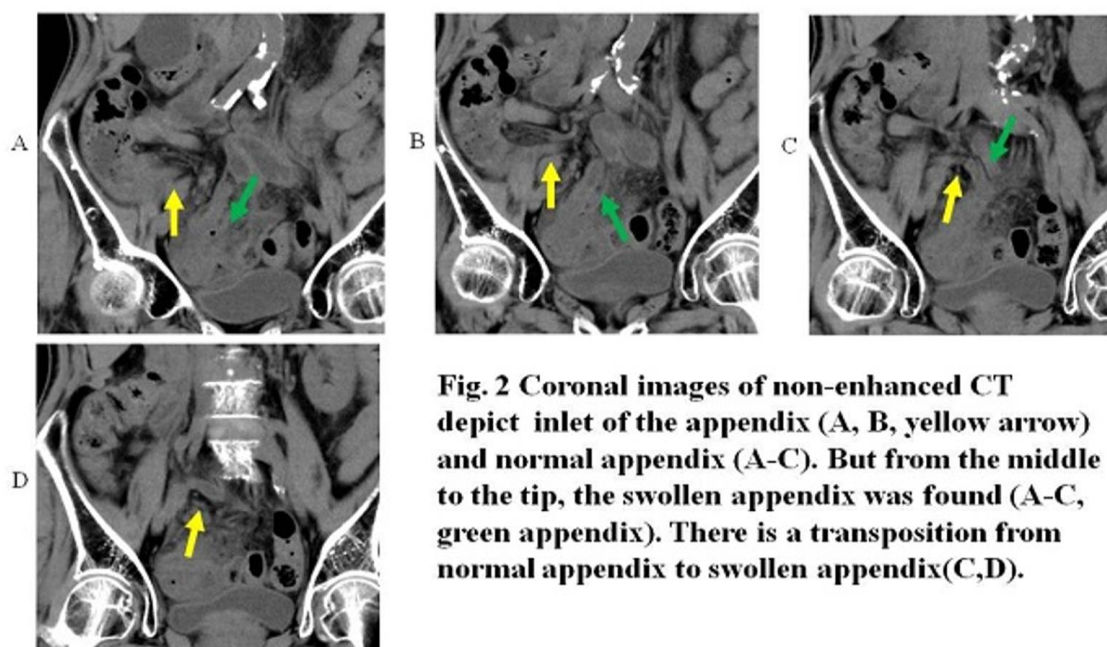 A
B
C
D
Fig. 2 Coronal images of non-enhanced CT
depict inlet of the appendix (A, B, yellow arrow)
and normal appendix (A-C). But from the middle
to the tip, the swollen appendix was found (A-C,
green appendix). There is a transposition from
normal appendix to swollen appendix(C,D).